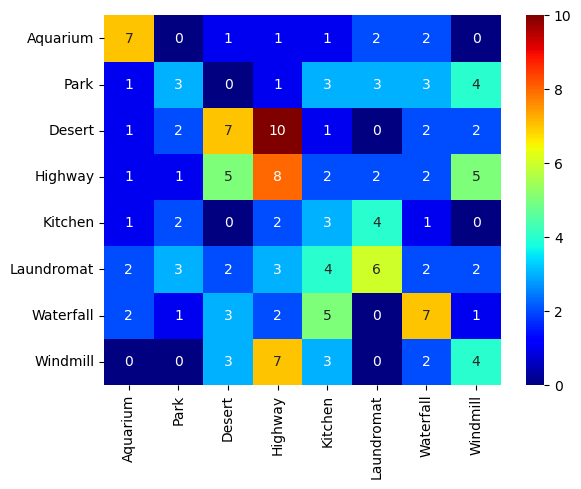 Aquarium 7 0 1 1 1 2 2 0
Park 1 3 0 1 3 3 3 4
Desert 1 2 7 10 1 0 2 2
Highway 1 1 5 8 2 2 2 5
Kitchen 1 2 0 2 3 4 1 0
Laundromat 2 3 2 3 4 6 2 2
Waterfall 2 1 3 2 5 0 7 1
Windmill 0 0 3 7 3 0 2 4
Aquarium Park Desert Highway Kitchen Laundromat Waterfall Windmill
10
8
6
4
2
0